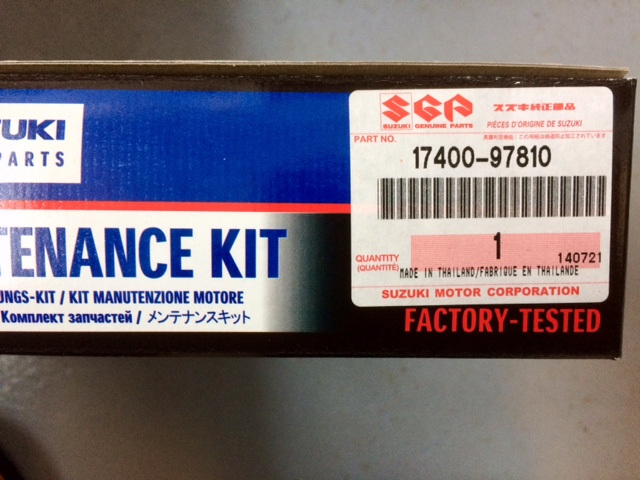 UKI
PARTS
TENANCE KIT
UNGS-KIT / KIT MANUTENZIONE MOTORE
Комплект запчастей / メンテナンスキット
SGP
SUZUKI GENUINE PARTS
スズキ純正部品
PIÈCES D'ORIGINE DE SUZUKI
PART NO.
17400-97810
QUANTITY
(QUANTITÉ)
1
140721
MADE IN THAILAND/FABRIQUE EN THAILANDE
SUZUKI MOTOR CORPORATION
FACTORY-TESTED